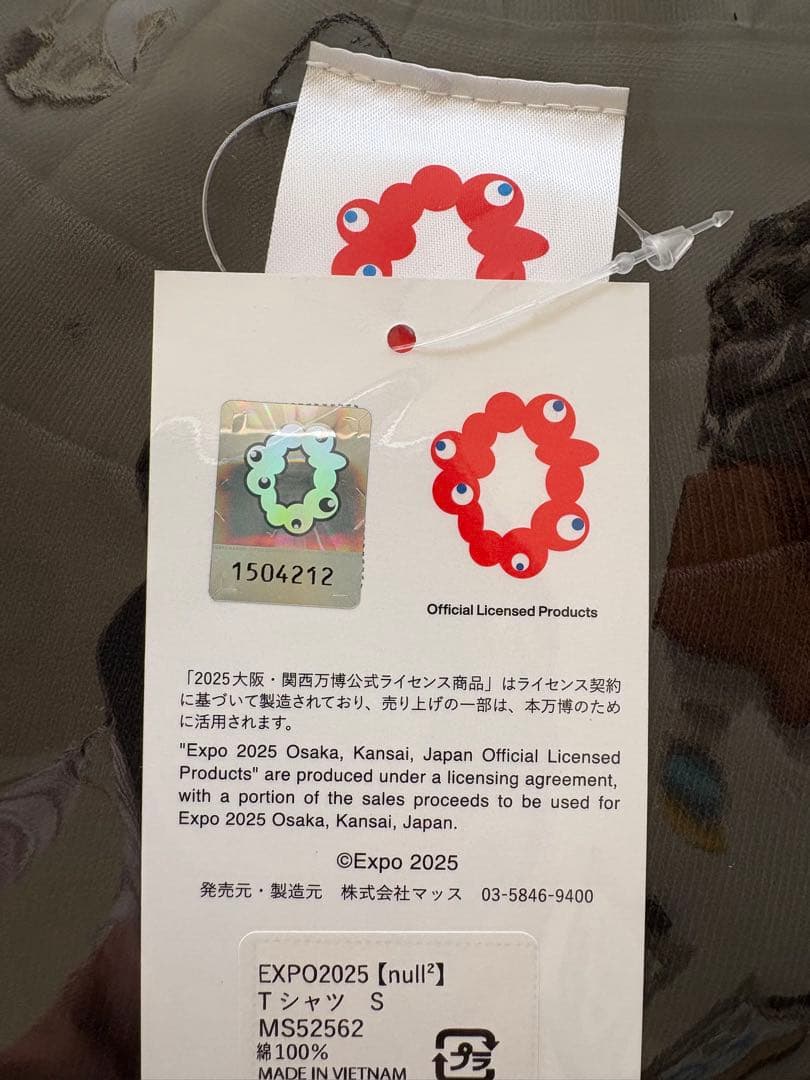 1504212
Official Licensed Products
「2025大阪・関西万博公式ライセンス商品」はライセンス契約
に基づいて製造されており、売り上げの一部は、本万博のため
に活用されます。
"Expo 2025 Osaka, Kansai, Japan Official Licensed
Products" are produced under a licensing agreement,
with a portion of the sales proceeds to be used for
Expo 2025 Osaka, Kansai, Japan.
©Expo 2025
発売元・製造元　株式会社マッス　03-5846-9400
EXPO2025【null²】
Tシャツ　S
MS52562
綿100%
MADE IN VIETNAM
プラ